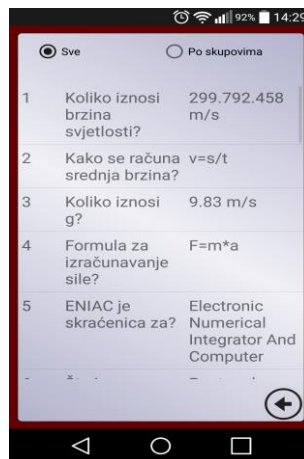 92% 14:29
Sve Po skupovima
1 Koliko iznosi 299.792.458
brzina m/s
svjetlosti?
2 Kako se računa v=s/t
srednja brzina?
3 Koliko iznosi 9.83 m/s
g?
4 Formula za F=m*a
izračunavanje
sile?
5 ENIAC je Electronic
skraćenica za? Numerical
Integrator And
Computer